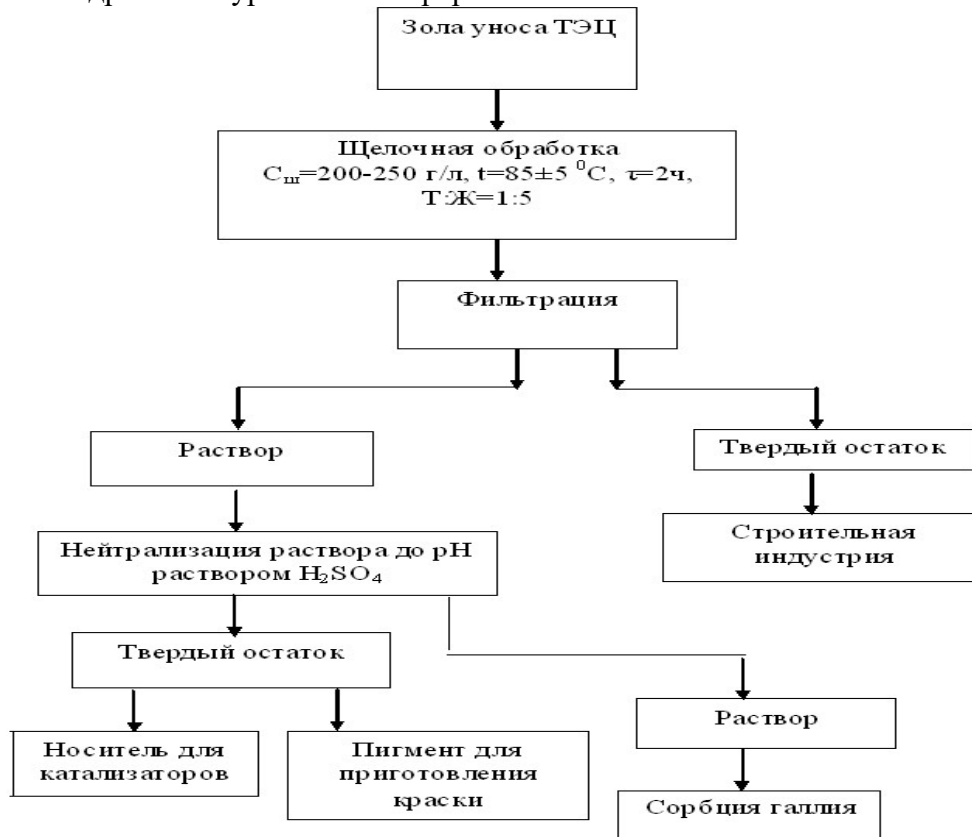 Зола уноса ТЭЦ
Щелочная обработка
Сщ=200-250 г/л, t=85±5 ⁰С, τ=2ч,
Т:Ж=1:5
Фильтрация
Раствор
Твердый остаток
Нейтрализация раствора до рН
раствором H₂SO₄
Строительная
индустрия
Твердый остаток
Раствор
Носитель для
катализаторов
Пигмент для
приготовления
краски
Сорбция галлия